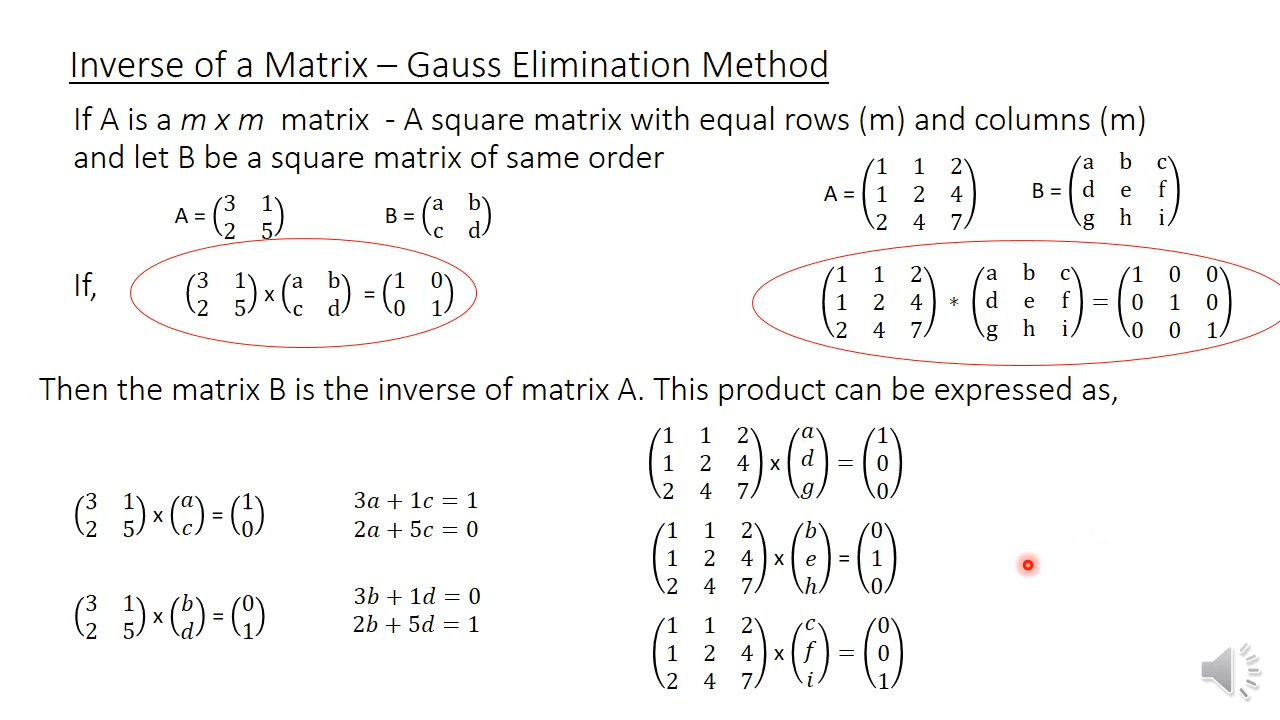 Inverse of a Matrix – Gauss Elimination Method
If A is a m x m matrix - A square matrix with equal rows (m) and columns (m)
and let B be a square matrix of same order
A = (3 1
2 5)
B = (a b
c d)
A = (1 1 2
1 2 4
2 4 7)
B = (a b c
d e f
g h i)
If,
(3 1
2 5) x (a b
c d) = (1 0
0 1)
(1 1 2
1 2 4
2 4 7) * (a b c
d e f
g h i) = (1 0 0
0 1 0
0 0 1)
Then the matrix B is the inverse of matrix A. This product can be expressed as,
(3 1
2 5) x (a
c) = (1
0)
3a + 1c = 1
2a + 5c = 0
(3 1
2 5) x (b
d) = (0
1)
3b + 1d = 0
2b + 5d = 1
(1 1 2
1 2 4
2 4 7) x (a
d
g) = (1
0
0)
(1 1 2
1 2 4
2 4 7) x (b
e
h) = (0
1
0)
(1 1 2
1 2 4
2 4 7) x (c
f
i) = (0
0
1)